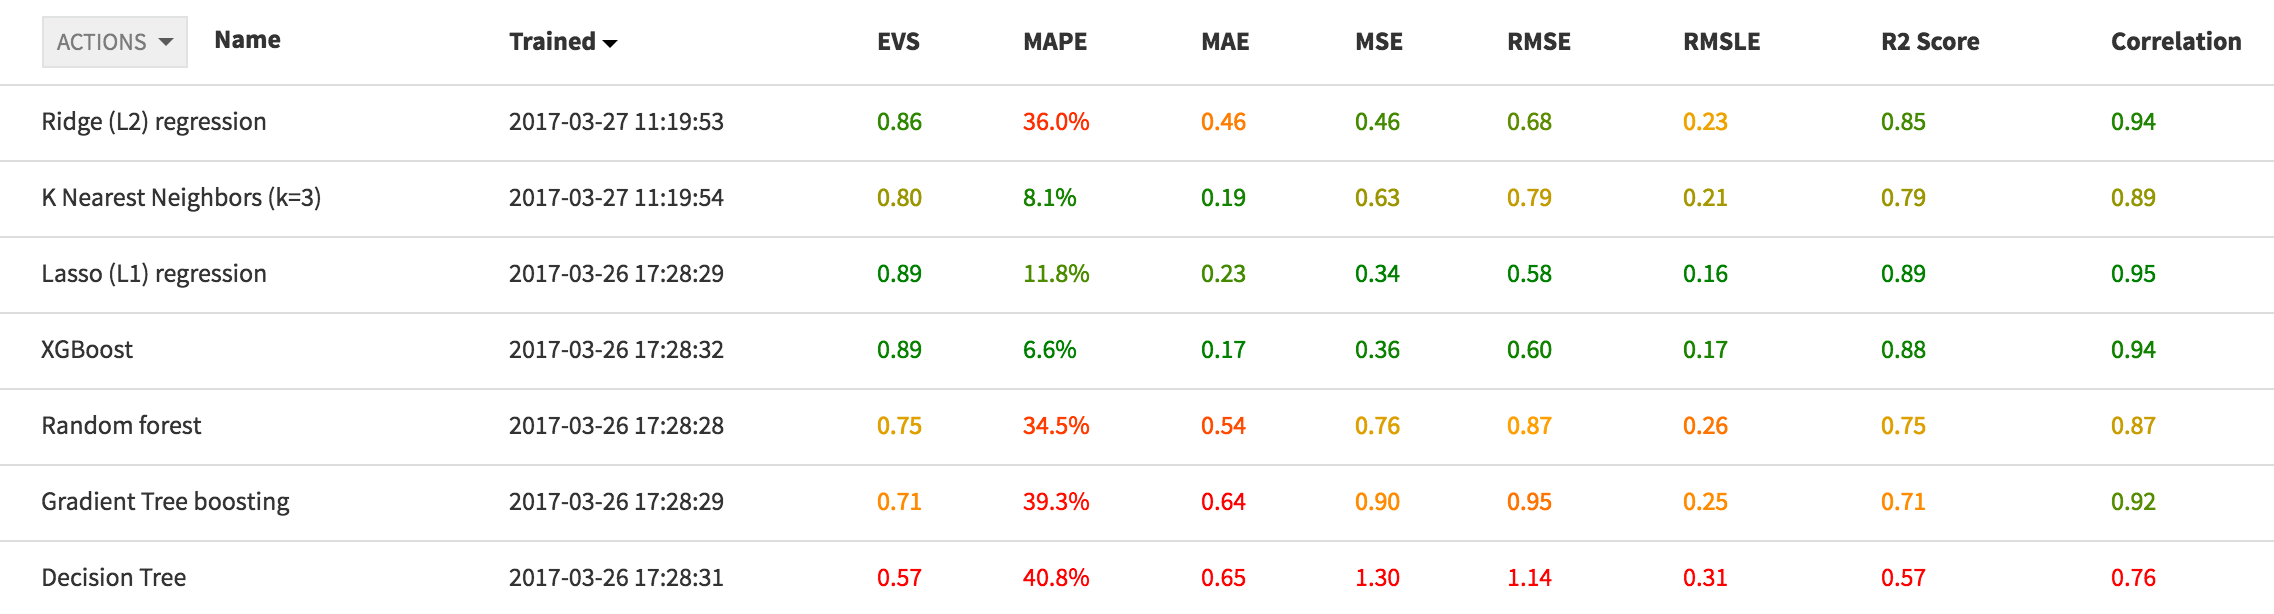 ACTIONS Name Trained EVS MAPE MAE MSE RMSE RMSLE R2 Score Correlation
Ridge (L2) regression 2017-03-27 11:19:53 0.86 36.0% 0.46 0.46 0.68 0.23 0.85 0.94
K Nearest Neighbors (k=3) 2017-03-27 11:19:54 0.80 8.1% 0.19 0.63 0.79 0.21 0.79 0.89
Lasso (L1) regression 2017-03-26 17:28:29 0.89 11.8% 0.23 0.34 0.58 0.16 0.89 0.95
XGBoost 2017-03-26 17:28:32 0.89 6.6% 0.17 0.36 0.60 0.17 0.88 0.94
Random forest 2017-03-26 17:28:28 0.75 34.5% 0.54 0.76 0.87 0.26 0.75 0.87
Gradient Tree boosting 2017-03-26 17:28:29 0.71 39.3% 0.64 0.90 0.95 0.25 0.71 0.92
Decision Tree 2017-03-26 17:28:31 0.57 40.8% 0.65 1.30 1.14 0.31 0.57 0.76